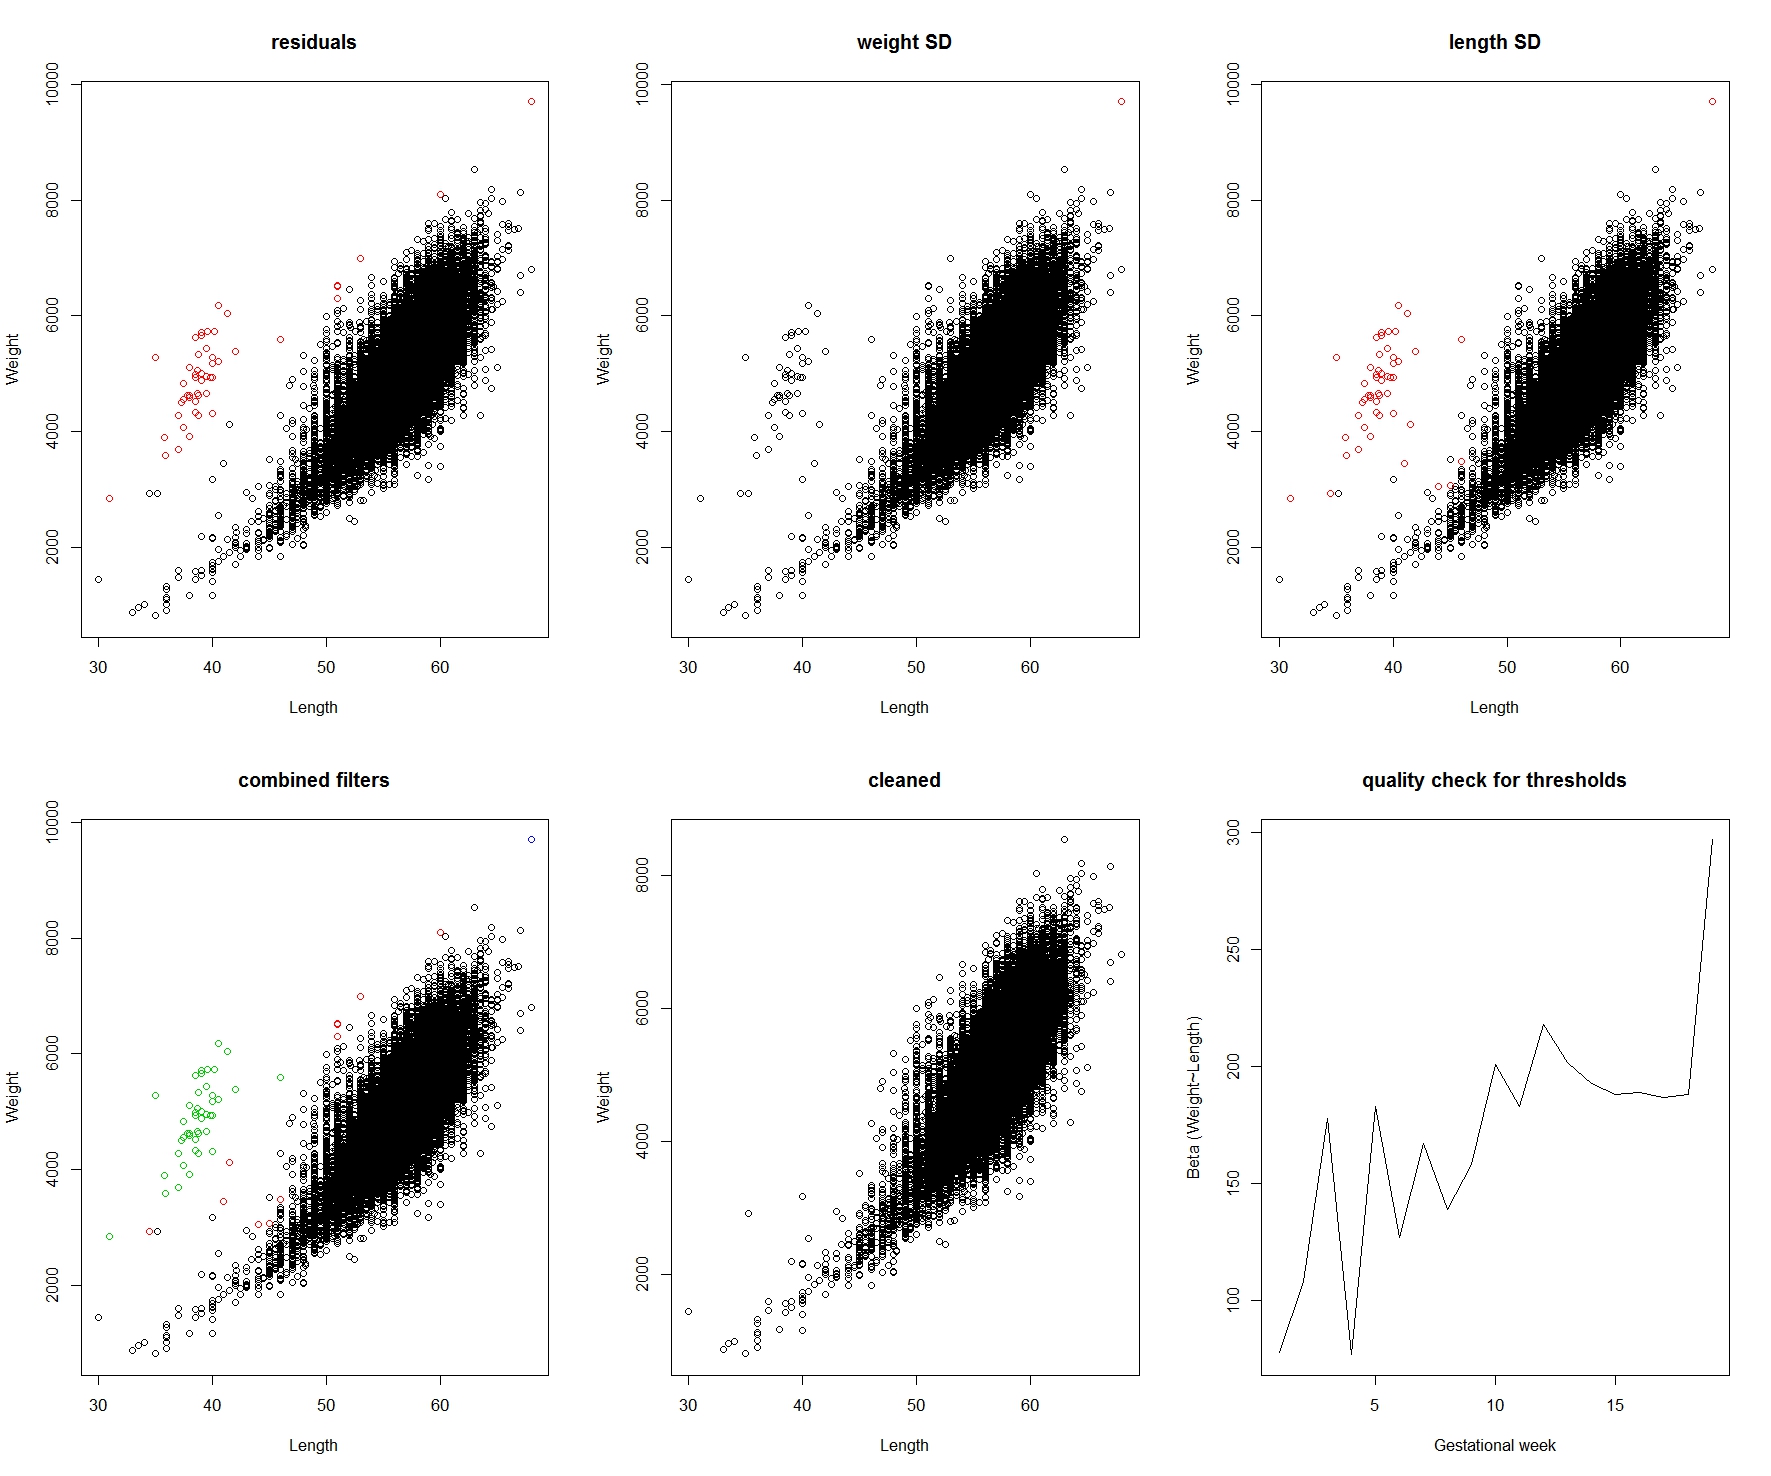 residuals
weight SD
length SD
Weight
10000
8000
6000
4000
2000
30 40 50 60
Length
Weight
10000
8000
6000
4000
2000
30 40 50 60
Length
Weight
10000
8000
6000
4000
2000
30 40 50 60
Length
combined filters
cleaned
quality check for thresholds
Weight
10000
8000
6000
4000
2000
30 40 50 60
Length
Weight
8000
6000
4000
2000
30 40 50 60
Length
Beta (Weight~Length)
300
250
200
150
100
5 10 15
Gestational week